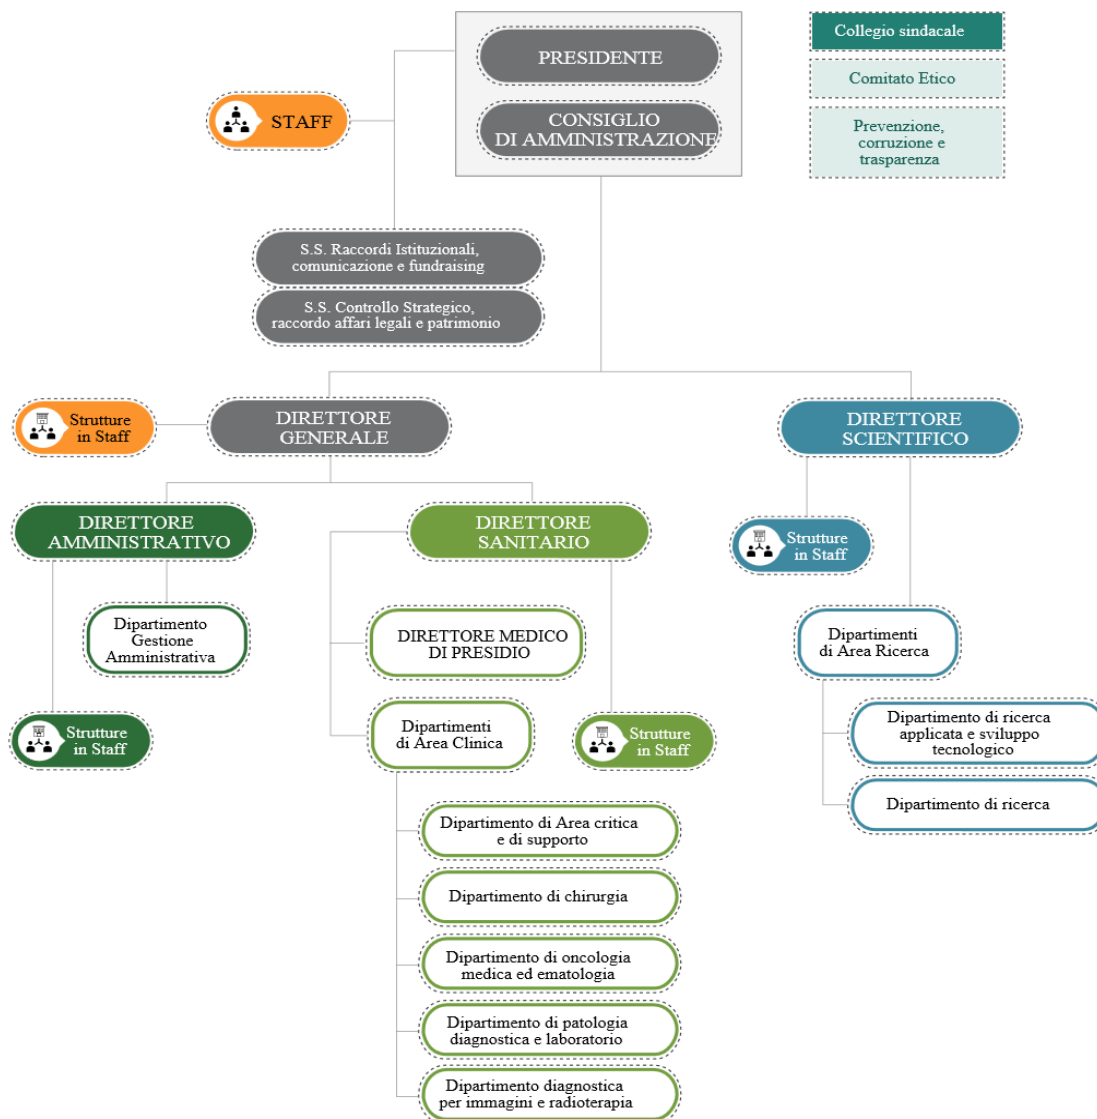 PRESIDENTE
CONSIGLIO
DI AMMINISTRAZIONE
Collegio sindacale
Comitato Etico
Prevenzione,
corruzione e
trasparenza
STAFF
S.S. Raccordi Istituzionali,
comunicazione e fundraising
S.S. Controllo Strategico,
raccordo affari legali e patrimonio
Strutture
in Staff
DIRETTORE
GENERALE
DIRETTORE
SCIENTIFICO
DIRETTORE
AMMINISTRATIVO
DIRETTORE
SANITARIO
Strutture
in Staff
Dipartimento
Gestione
Amministrativa
DIRETTORE MEDICO
DI PRESIDIO
Dipartimenti
di Area Ricerca
Strutture
in Staff
Dipartimenti
di Area Clinica
Strutture
in Staff
Dipartimento di ricerca
applicata e sviluppo
tecnologico
Dipartimento di ricerca
Dipartimento di Area critica
e di supporto
Dipartimento di chirurgia
Dipartimento di oncologia
medica ed ematologia
Dipartimento di patologia
diagnostica e laboratorio
Dipartimento diagnostica
per immagini e radioterapia